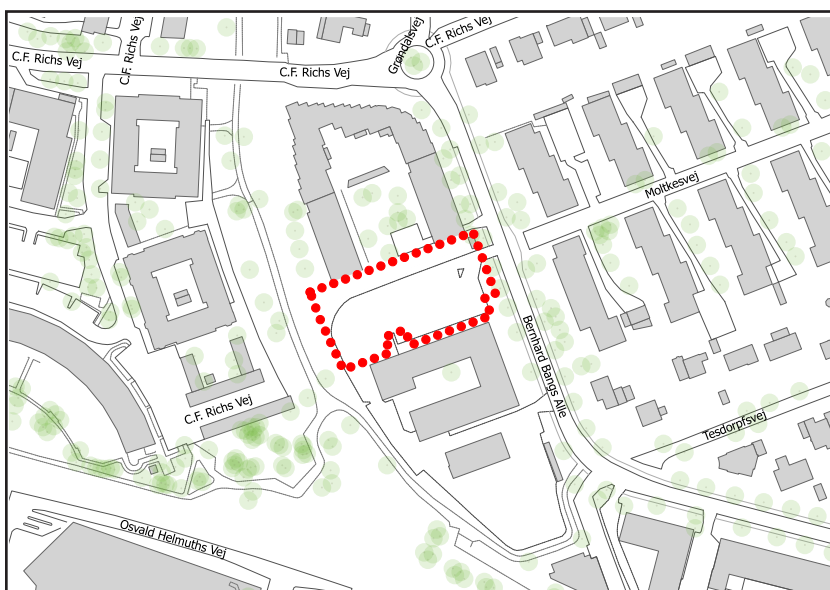 C.F. Richs Vej
C.F. Richs Vej
C.F. Richs Vej
Grøndalsvej
C.F. Richs Vej
Moltkesvej
Bernhard Bangs Alle
C.F. Richs Vej
Tesdorpfsvej
Osvald Helmuths Vej